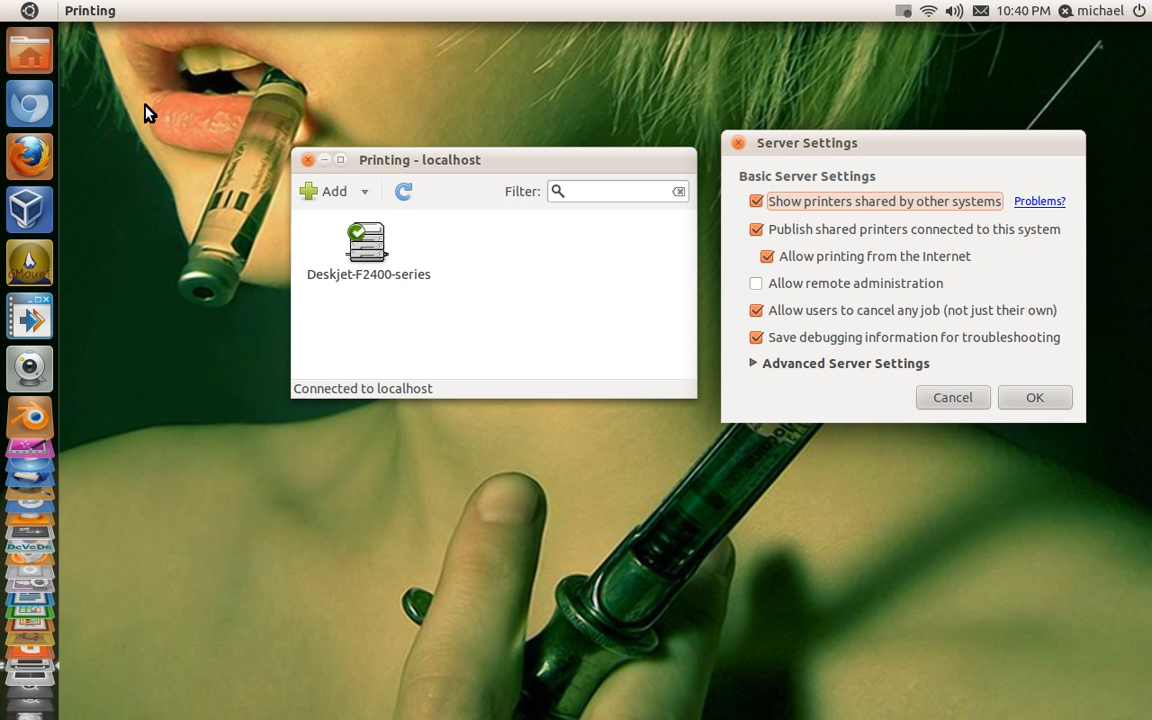 Printing
10:40 PM
michael
Printing - localhost
Add
Filter:
Deskjet-F2400-series
Connected to localhost
Server Settings
Basic Server Settings
Show printers shared by other systems
Problems?
Publish shared printers connected to this system
Allow printing from the Internet
Allow remote administration
Allow users to cancel any job (not just their own)
Save debugging information for troubleshooting
Advanced Server Settings
Cancel
OK
GMount
DeVeDe